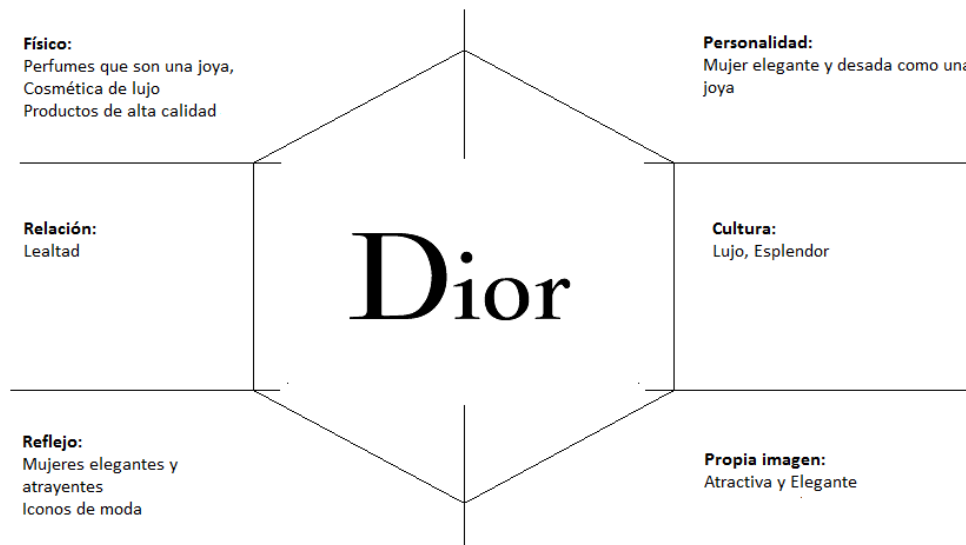 Físico:
Perfumes que son una joya,
Cosmética de lujo
Productos de alta calidad
Personalidad:
Mujer elegante y desada como una
joya
Relación:
Lealtad
Dior
Cultura:
Lujo, Esplendor
Reflejo:
Mujeres elegantes y
atrayentes
Iconos de moda
Propia imagen:
Atractiva y Elegante